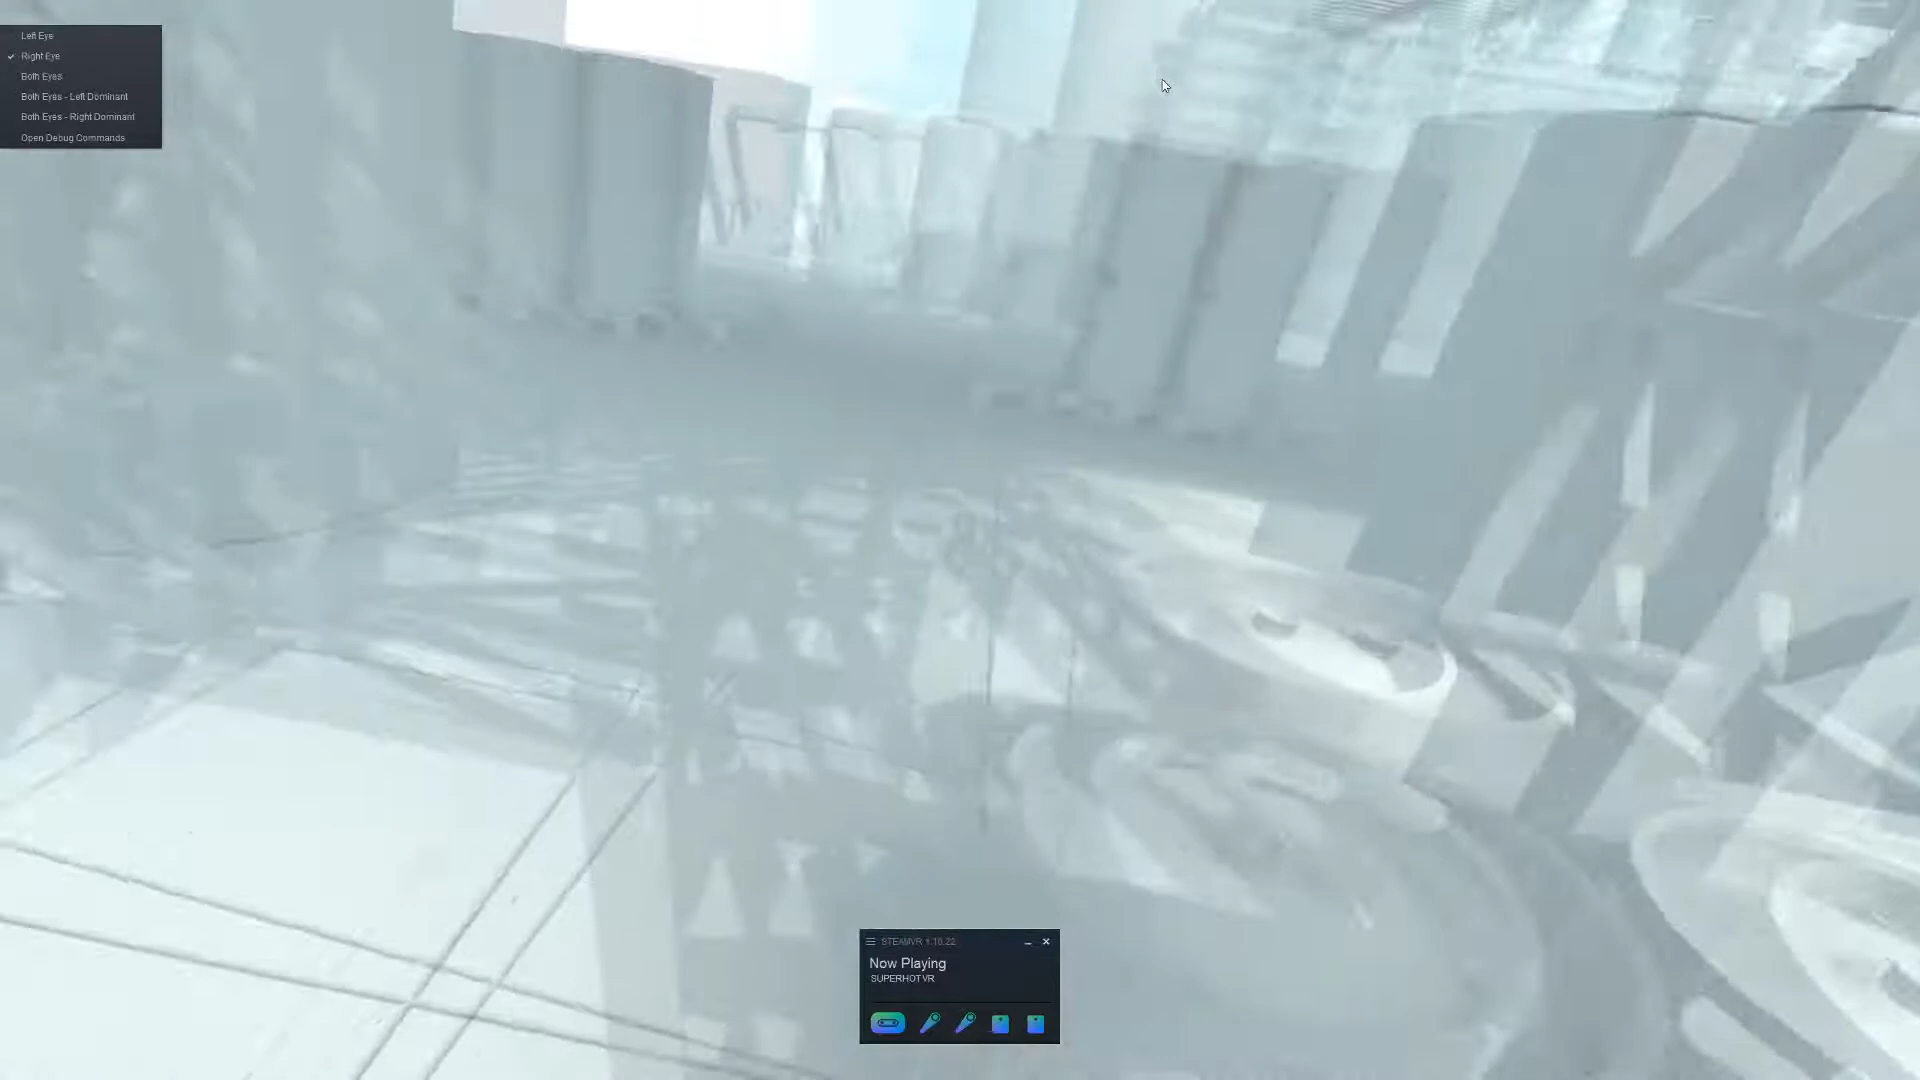 Left Eye
Right Eye
Both Eyes
Both Eyes - Left Dominant
Both Eyes - Right Dominant
Open Debug Commands
STEAMVR 1.16.22
Now Playing
SUPERHOT VR